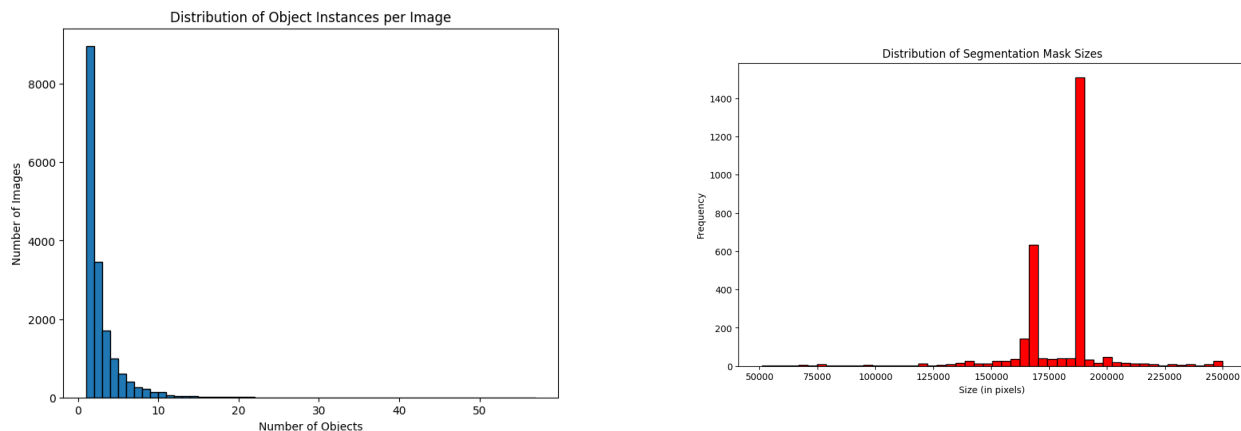 Distribution of Object Instances per Image
8000
6000
4000
2000
0
Number of Images
0 10 20 30 40 50
Number of Objects
Distribution of Segmentation Mask Sizes
1400
1200
1000
800
600
400
200
0
Frequency
50000 75000 100000 125000 150000 175000 200000 225000 250000
Size (in pixels)